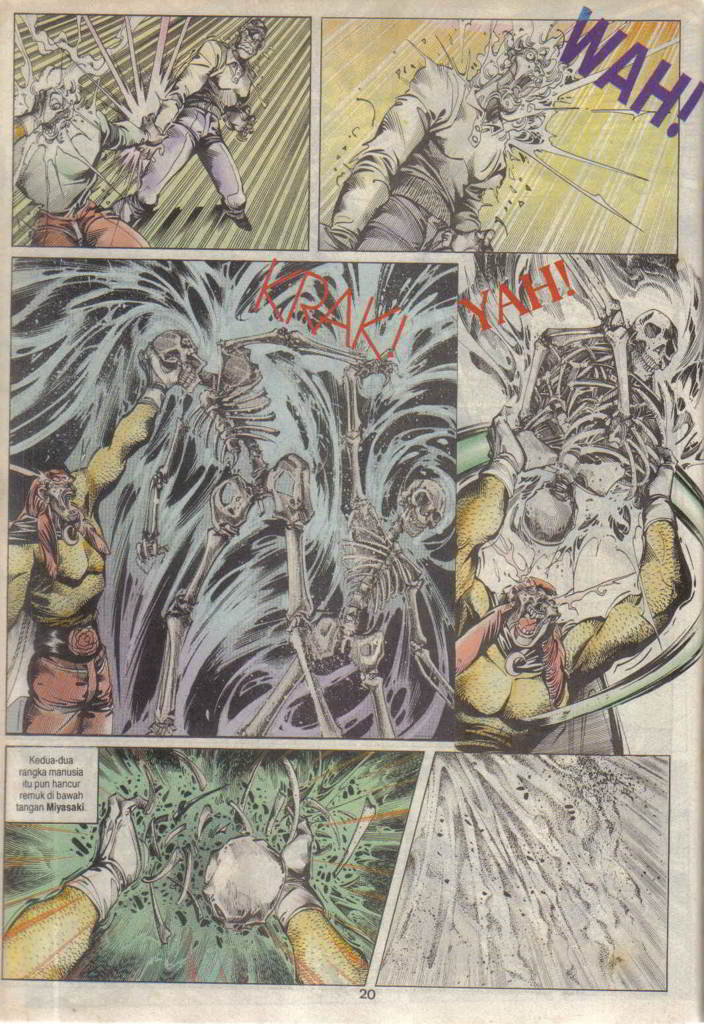 WAH!
KRAK!
YAH!
Kedua-dua
rangka manusia
itu pun hancur
remuk di bawah
tangan Miyasaki.
20